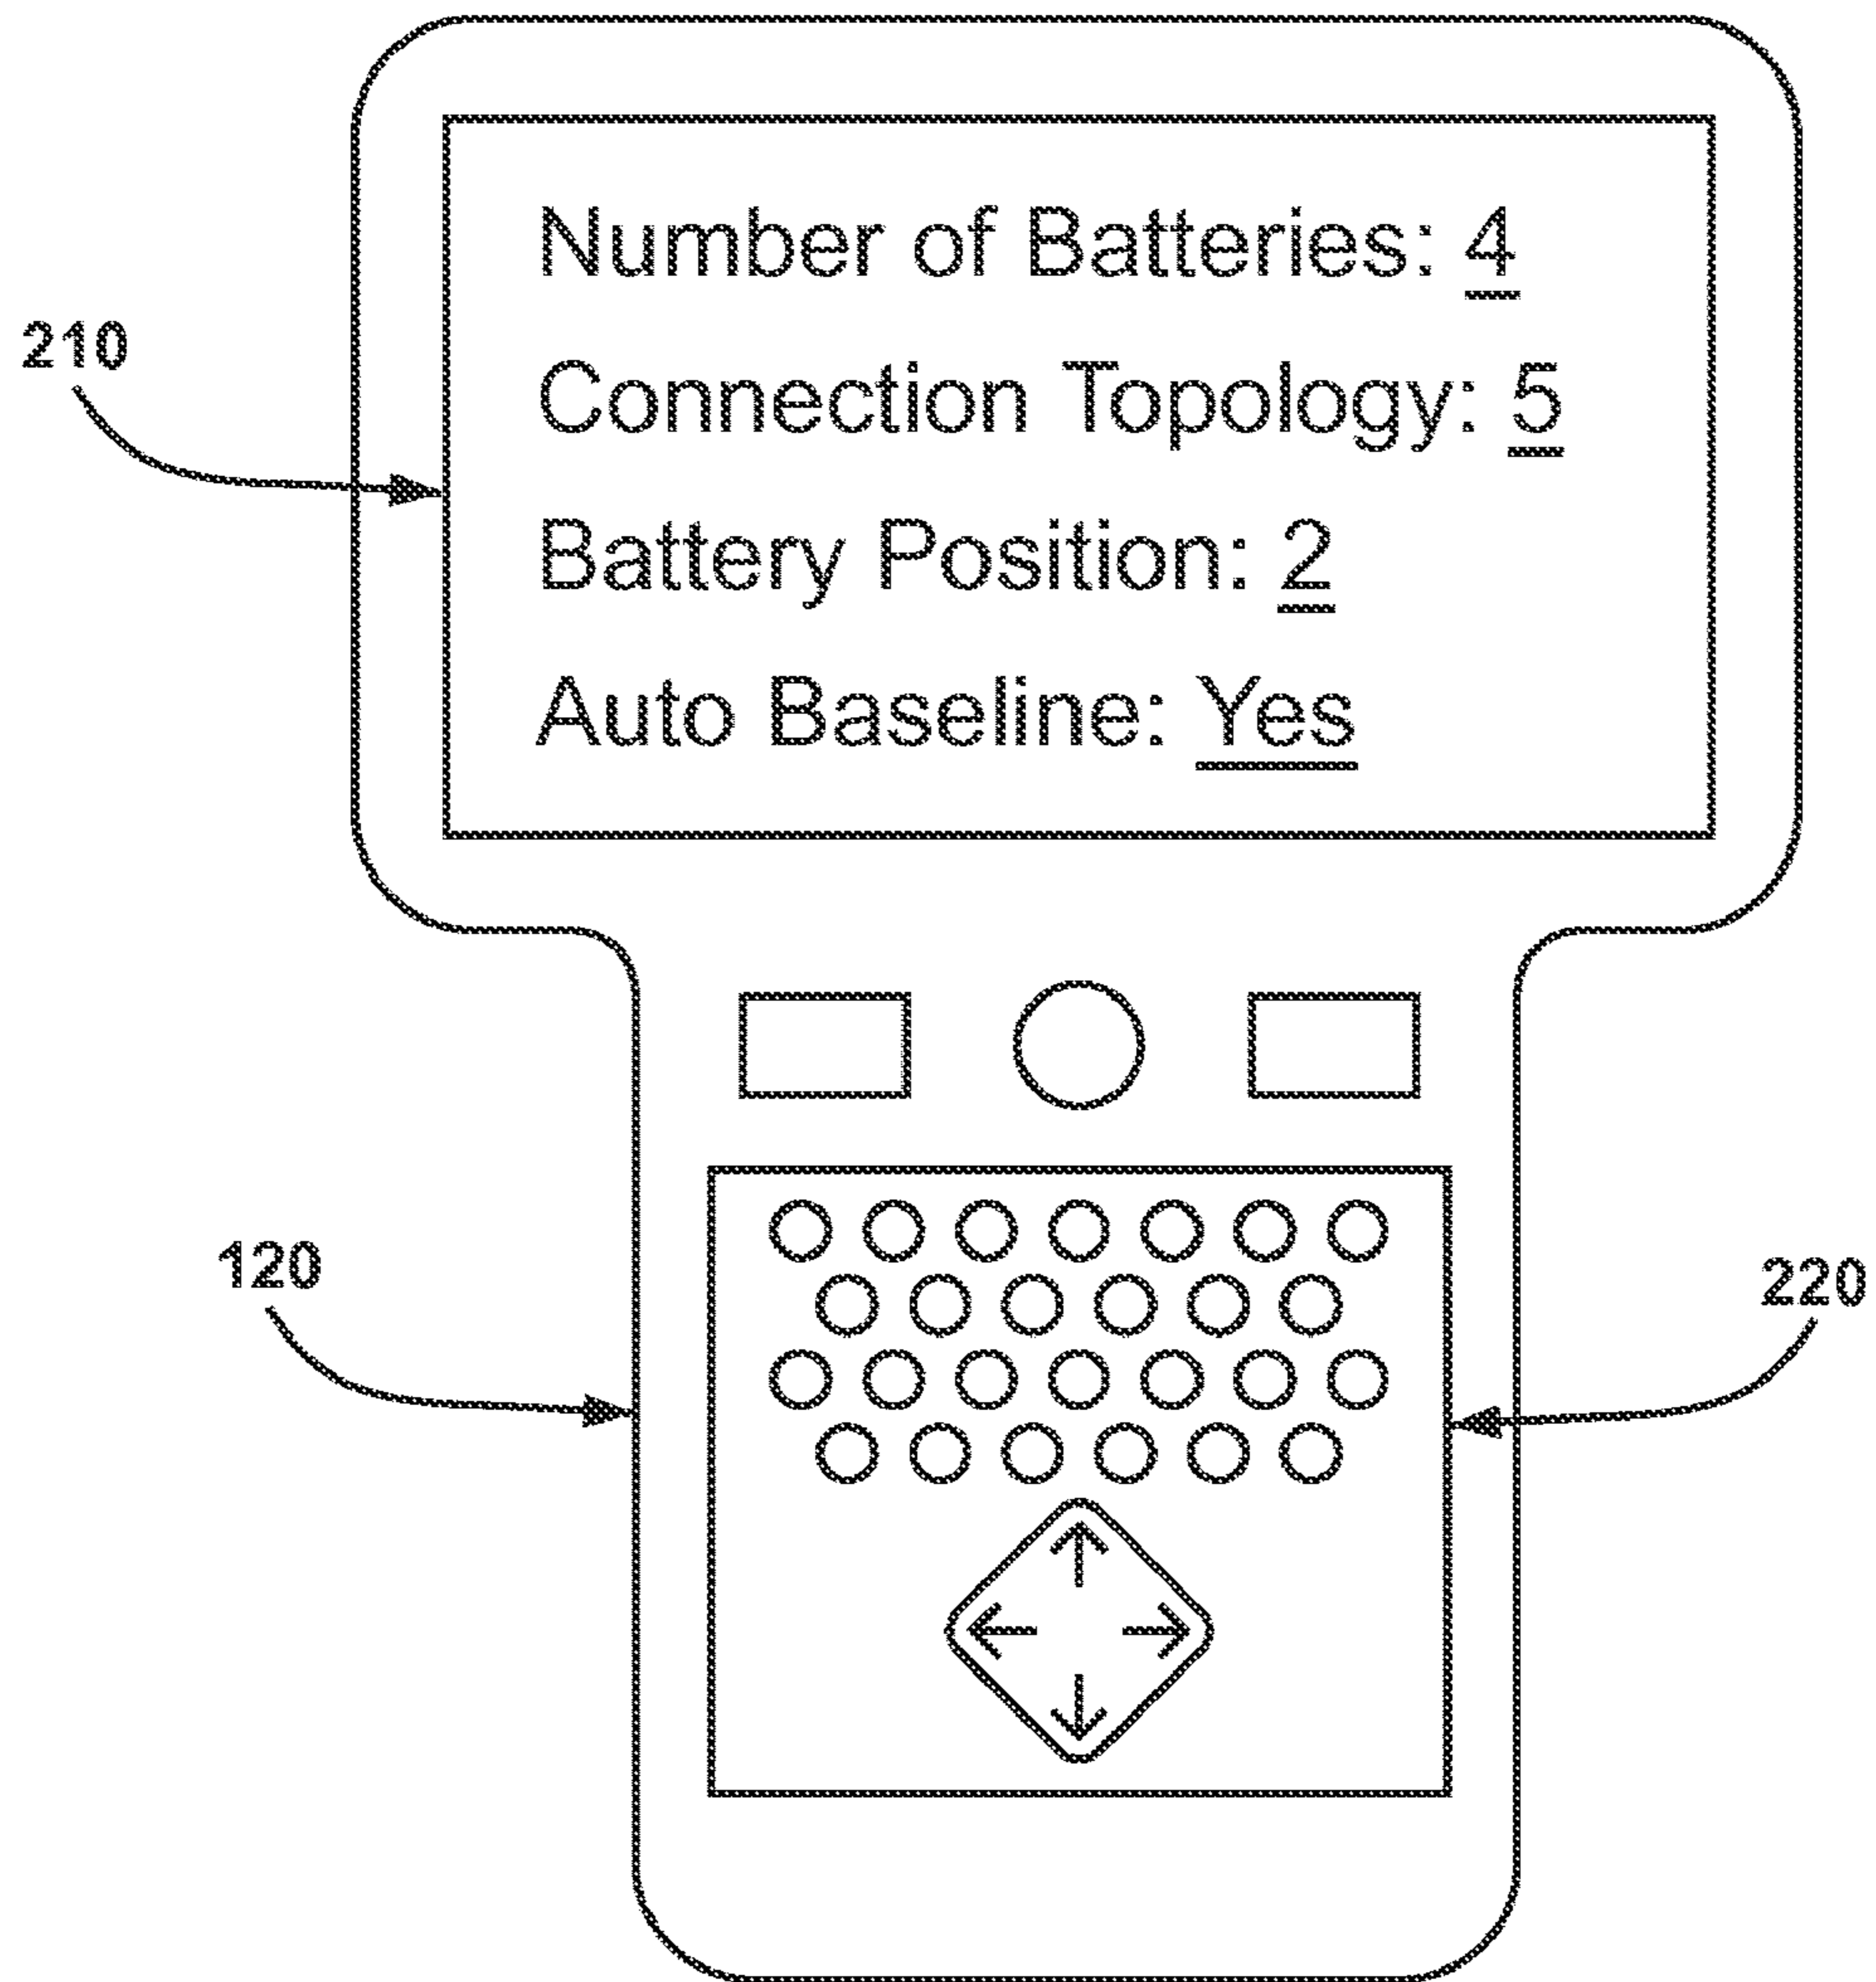 Number of Batteries: 4
210
Connection Topology: 5
Battery Position: 2
Auto Baseline: Yes
120
220